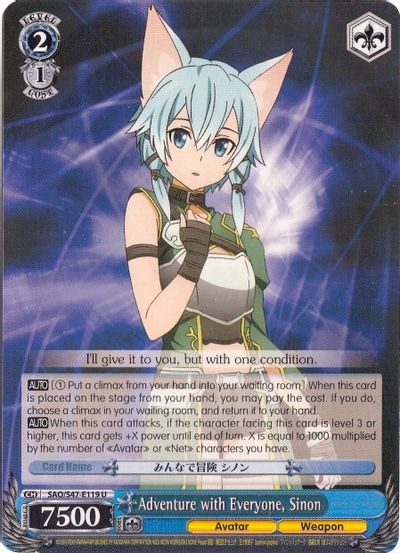 LEVEL
2
1
COST
I'll give it to you, but with one condition.
AUTO [① Put a climax from your hand into your waiting room] When this card
is placed on the stage from your hand, you may pay the cost. If you do,
choose a climax in your waiting room, and return it to your hand.
AUTO When this card attacks, if the character facing this card is level 3 or
higher, this card gets +X power until end of turn. X is equal to 1000 multiplied
by the number of «Avatar» or «Net» characters you have.
Card Name みんなで冒険 シノン
CH SAO/S47-E119 U
Adventure with Everyone, Sinon
POWER 7500
Avatar Weapon